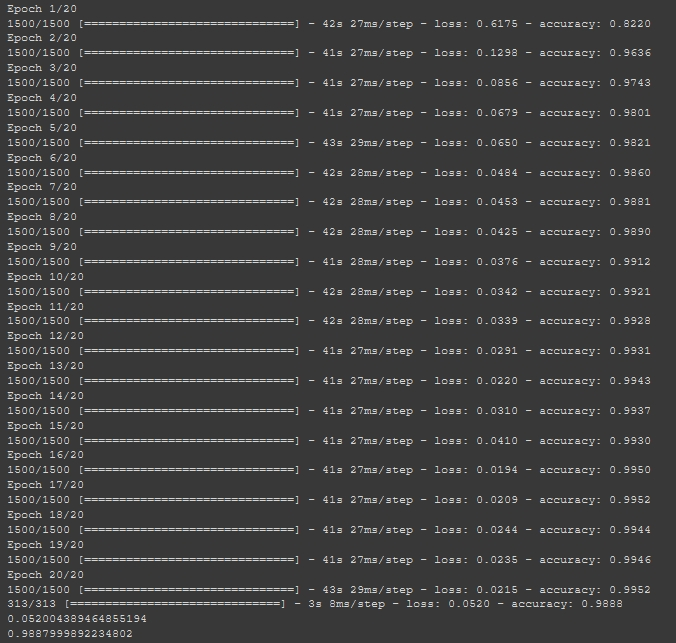 Epoch 1/20
1500/1500 [==============================] - 42s 27ms/step - loss: 0.6175 - accuracy: 0.8220
Epoch 2/20
1500/1500 [==============================] - 41s 27ms/step - loss: 0.1298 - accuracy: 0.9636
Epoch 3/20
1500/1500 [==============================] - 41s 27ms/step - loss: 0.0856 - accuracy: 0.9743
Epoch 4/20
1500/1500 [==============================] - 41s 27ms/step - loss: 0.0679 - accuracy: 0.9801
Epoch 5/20
1500/1500 [==============================] - 43s 29ms/step - loss: 0.0650 - accuracy: 0.9821
Epoch 6/20
1500/1500 [==============================] - 42s 28ms/step - loss: 0.0484 - accuracy: 0.9860
Epoch 7/20
1500/1500 [==============================] - 42s 28ms/step - loss: 0.0453 - accuracy: 0.9881
Epoch 8/20
1500/1500 [==============================] - 42s 28ms/step - loss: 0.0425 - accuracy: 0.9890
Epoch 9/20
1500/1500 [==============================] - 41s 28ms/step - loss: 0.0376 - accuracy: 0.9912
Epoch 10/20
1500/1500 [==============================] - 42s 28ms/step - loss: 0.0342 - accuracy: 0.9921
Epoch 11/20
1500/1500 [==============================] - 42s 28ms/step - loss: 0.0339 - accuracy: 0.9928
Epoch 12/20
1500/1500 [==============================] - 41s 27ms/step - loss: 0.0291 - accuracy: 0.9931
Epoch 13/20
1500/1500 [==============================] - 41s 27ms/step - loss: 0.0220 - accuracy: 0.9943
Epoch 14/20
1500/1500 [==============================] - 41s 27ms/step - loss: 0.0310 - accuracy: 0.9937
Epoch 15/20
1500/1500 [==============================] - 41s 27ms/step - loss: 0.0410 - accuracy: 0.9930
Epoch 16/20
1500/1500 [==============================] - 41s 27ms/step - loss: 0.0194 - accuracy: 0.9950
Epoch 17/20
1500/1500 [==============================] - 41s 27ms/step - loss: 0.0209 - accuracy: 0.9952
Epoch 18/20
1500/1500 [==============================] - 41s 27ms/step - loss: 0.0244 - accuracy: 0.9944
Epoch 19/20
1500/1500 [==============================] - 41s 27ms/step - loss: 0.0235 - accuracy: 0.9946
Epoch 20/20
1500/1500 [==============================] - 43s 29ms/step - loss: 0.0215 - accuracy: 0.9952
313/313 [==============================] - 3s 8ms/step - loss: 0.0520 - accuracy: 0.9888
0.052004389464855194
0.9887999892234802